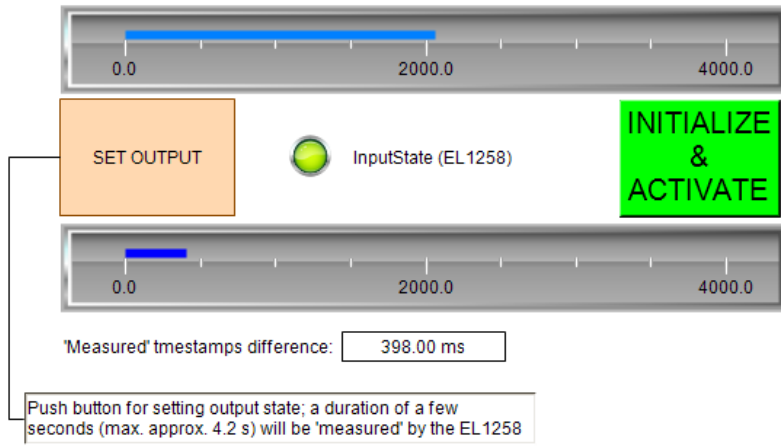 0.0 2000.0 4000.0
SET OUTPUT
InputState (EL1258)
INITIALIZE
&
ACTIVATE
0.0 2000.0 4000.0
'Measured' tmestamps difference: 398.00 ms
Push button for setting output state; a duration of a few
seconds (max. approx. 4.2 s) will be 'measured' by the EL1258